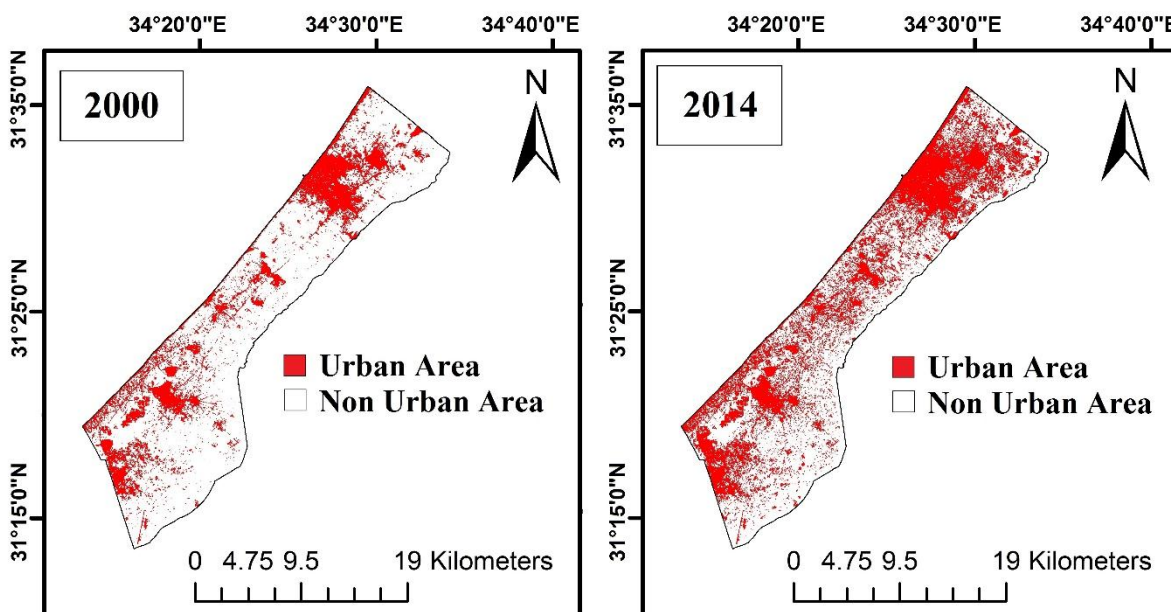 34°20'0"E 34°30'0"E 34°40'0"E
31°35'0"N
31°25'0"N
31°15'0"N
2000
N
Urban Area
Non Urban Area
0 4.75 9.5 19 Kilometers
34°20'0"E 34°30'0"E 34°40'0"E
31°35'0"N
31°25'0"N
31°15'0"N
2014
N
Urban Area
Non Urban Area
0 4.75 9.5 19 Kilometers